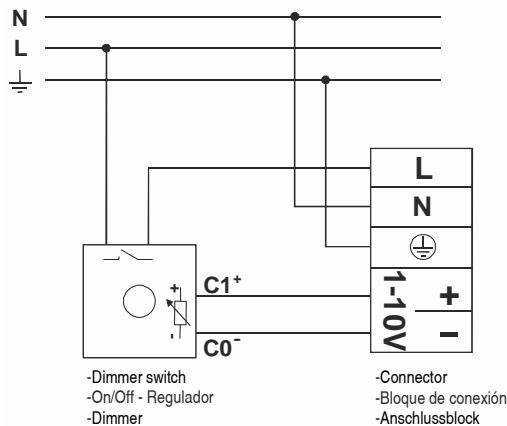 N
L
L
N
1-10V
+
-
+
-
C1+
C0-
-Dimmer switch
-On/Off - Regulador
-Dimmer
-Connector
-Bloque de conexión
-Anschlussblock